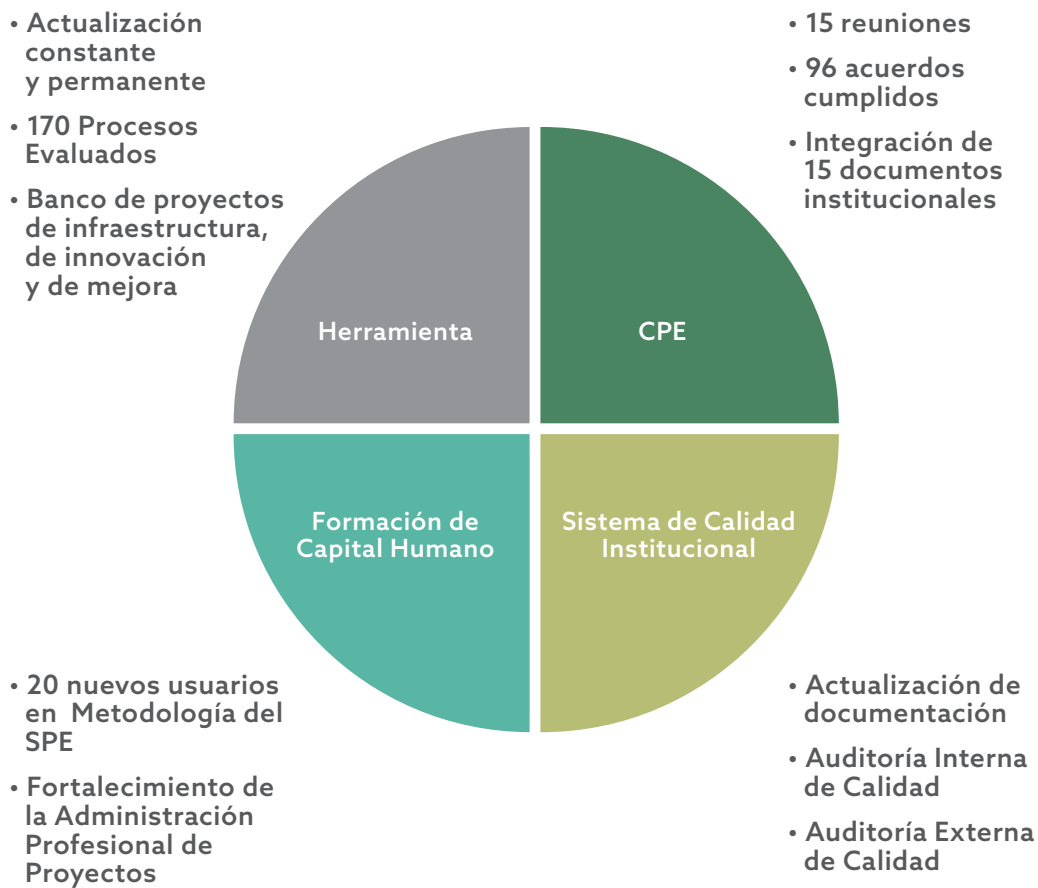 • Actualización
constante
y permanente
• 170 Procesos
Evaluados
• Banco de proyectos
de infraestructura,
de innovación
y de mejora
• 15 reuniones
• 96 acuerdos
cumplidos
• Integración de
15 documentos
institucionales
Herramienta
CPE
Formación de
Capital Humano
Sistema de Calidad
Institucional
• 20 nuevos usuarios
en Metodología del
SPE
• Fortalecimiento de
la Administración
Profesional de
Proyectos
• Actualización de
documentación
• Auditoría Interna
de Calidad
• Auditoría Externa
de Calidad